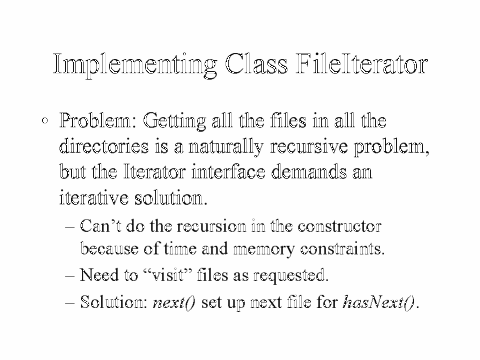 Implementing Class FileIterator
◦ Problem: Getting all the files in all the
directories is a naturally recursive problem,
but the Iterator interface demands an
iterative solution.
– Can't do the recursion in the constructor
because of time and memory constraints.
– Need to “visit” files as requested.
– Solution: next() set up next file for hasNext().